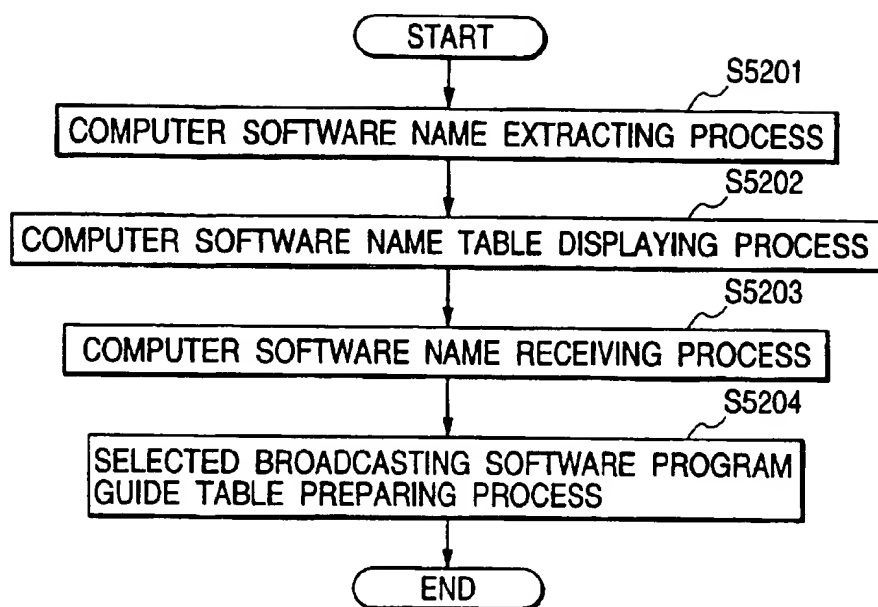 START
S5201
COMPUTER SOFTWARE NAME EXTRACTING PROCESS
S5202
COMPUTER SOFTWARE NAME TABLE DISPLAYING PROCESS
S5203
COMPUTER SOFTWARE NAME RECEIVING PROCESS
S5204
SELECTED BROADCASTING SOFTWARE PROGRAM
GUIDE TABLE PREPARING PROCESS
END